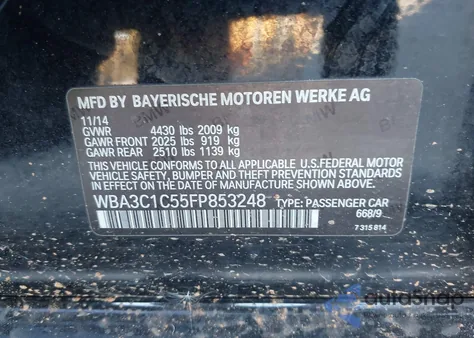 MFD BY BAYERISCHE MOTOREN WERKE AG
11/14
GVWR 4430 lbs 2009 kg
GAWR FRONT 2025 lbs 919 kg
GAWR REAR 2510 lbs 1139 kg
THIS VEHICLE CONFORMS TO ALL APPLICABLE U.S.FEDERAL MOTOR
VEHICLE SAFETY, BUMPER AND THEFT PREVENTION STANDARDS
IN EFFECT ON THE DATE OF MANUFACTURE SHOWN ABOVE.
WBA3C1C55FP853248 TYPE: PASSENGER CAR
668/9
7 315 814
autoSnap